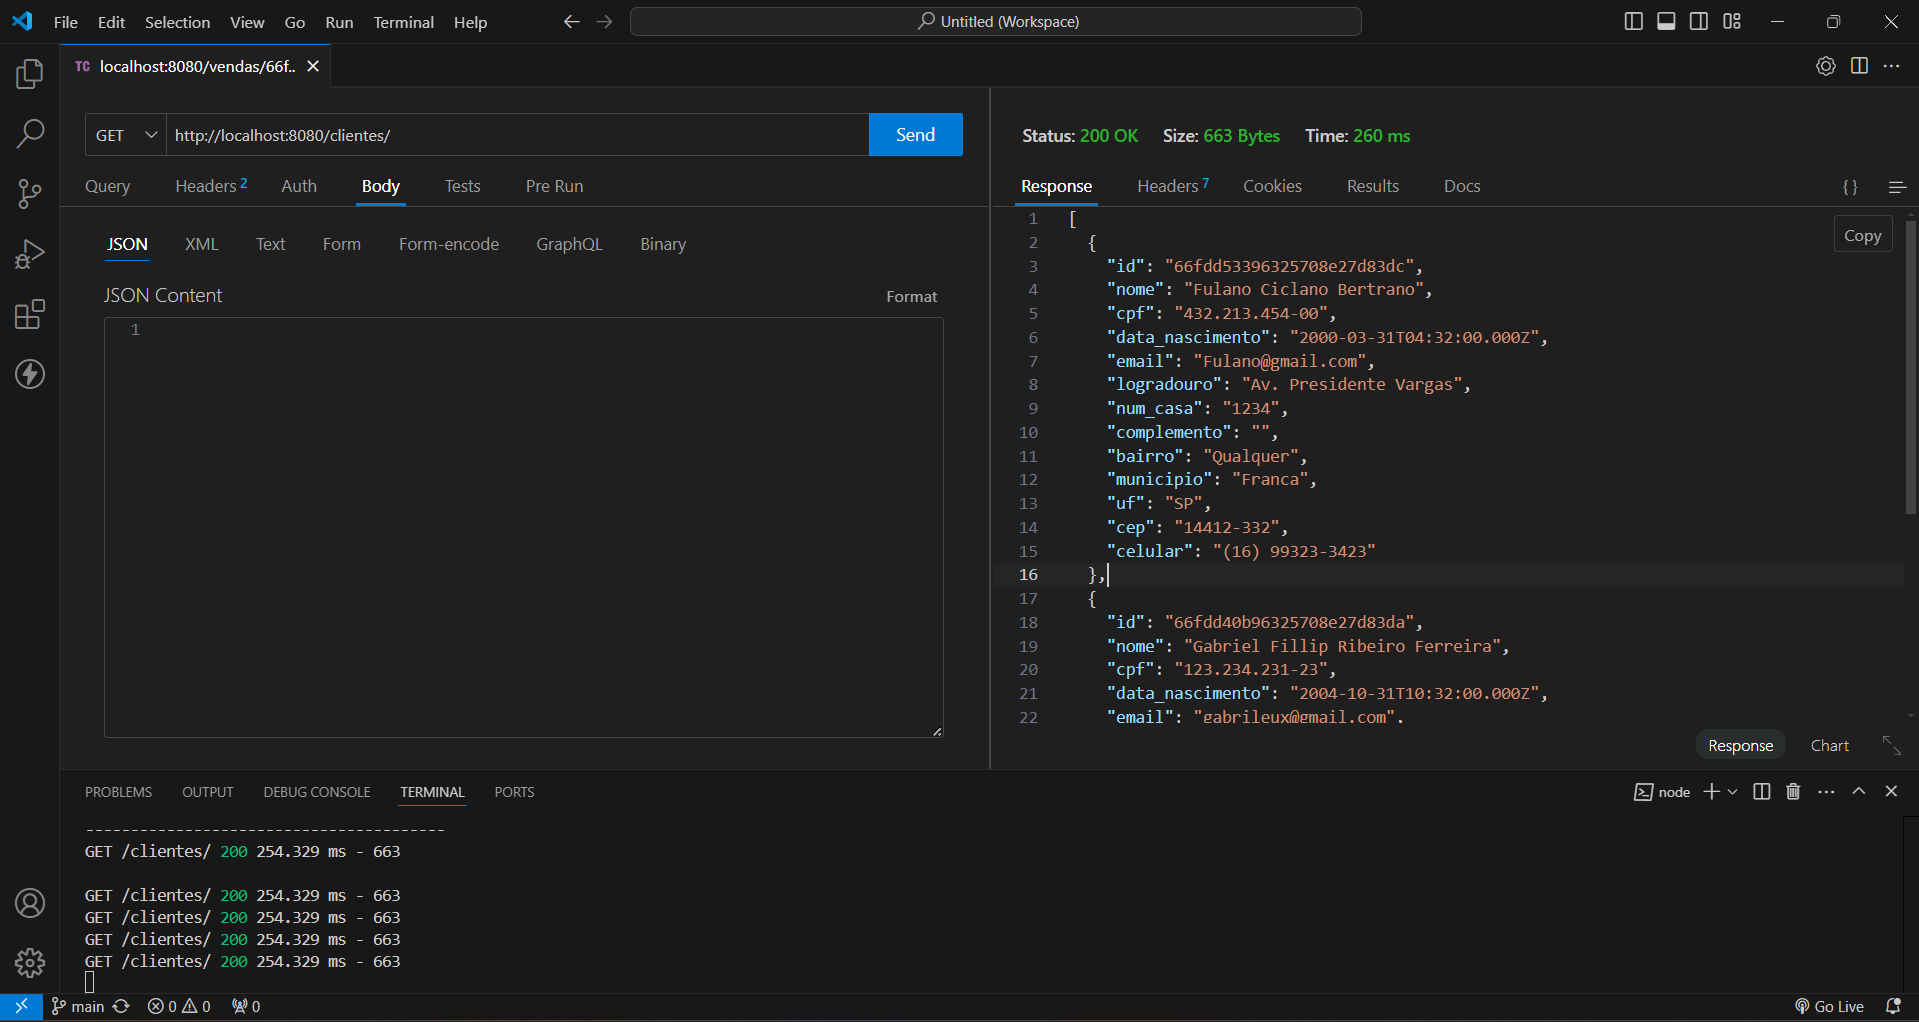 File Edit Selection View Go Run Terminal Help Untitled (Workspace)
TC localhost:8080/vendas/66f..
GET http://localhost:8080/clientes/ Send
Query Headers 2 Auth Body Tests Pre Run
JSON XML Text Form Form-encode GraphQL Binary
JSON Content Format
1
Status: 200 OK Size: 663 Bytes Time: 260 ms
Response Headers 7 Cookies Results Docs {}
Copy
1 [
2 {
3 "id": "66fdd53396325708e27d83dc",
4 "nome": "Fulano Ciclano Bertrano",
5 "cpf": "432.213.454-00",
6 "data_nascimento": "2000-03-31T04:32:00.000Z",
7 "email": "Fulano@gmail.com",
8 "logradouro": "Av. Presidente Vargas",
9 "num_casa": "1234",
10 "complemento": "",
11 "bairro": "Qualquer",
12 "municipio": "Franca",
13 "uf": "SP",
14 "cep": "14412-332",
15 "celular": "(16) 99323-3423"
16 },
17 {
18 "id": "66fdd40b96325708e27d83da",
19 "nome": "Gabriel Fillip Ribeiro Ferreira",
20 "cpf": "123.234.231-23",
21 "data_nascimento": "2004-10-31T10:32:00.000Z",
22 "email": "gabrileux@gmail.com",
Response Chart
PROBLEMS OUTPUT DEBUG CONSOLE TERMINAL PORTS node
----------------------------------------
GET /clientes/ 200 254.329 ms - 663
GET /clientes/ 200 254.329 ms - 663
GET /clientes/ 200 254.329 ms - 663
GET /clientes/ 200 254.329 ms - 663
GET /clientes/ 200 254.329 ms - 663
main 0 0 0 Go Live